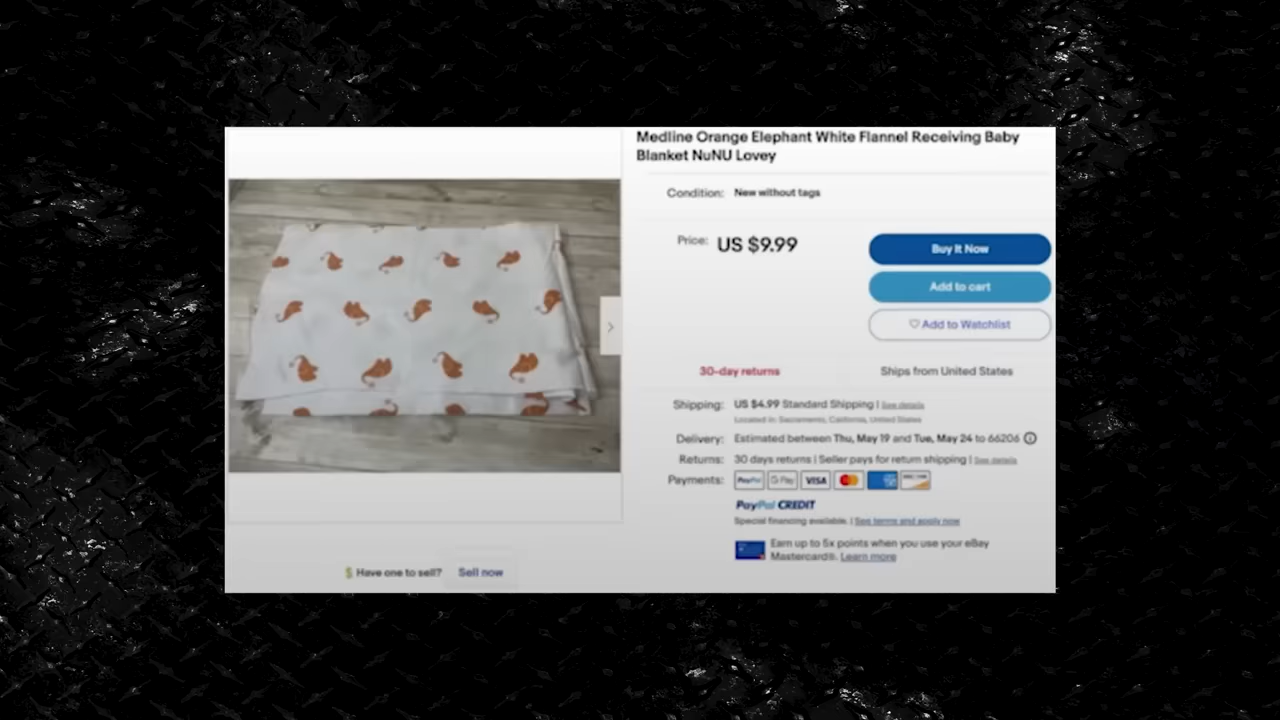 Medline Orange Elephant White Flannel Receiving Baby
Blanket NuNU Lovey
Condition: New without tags
Price: US $9.99
Buy It Now
Add to cart
Add to Watchlist
30-day returns
Ships from United States
Shipping: US $4.99 Standard Shipping | See details
Located in: Sacramento, California, United States
Delivery: Estimated between Thu, May 19 and Tue, May 24 to 66206
Returns: 30 days returns | Seller pays for return shipping | See details
Payments: PayPal G Pay VISA
PayPal CREDIT
Special financing available. | See terms and apply now
Earn up to 5x points when you use your eBay
Mastercard®. Learn more
$ Have one to sell? Sell now